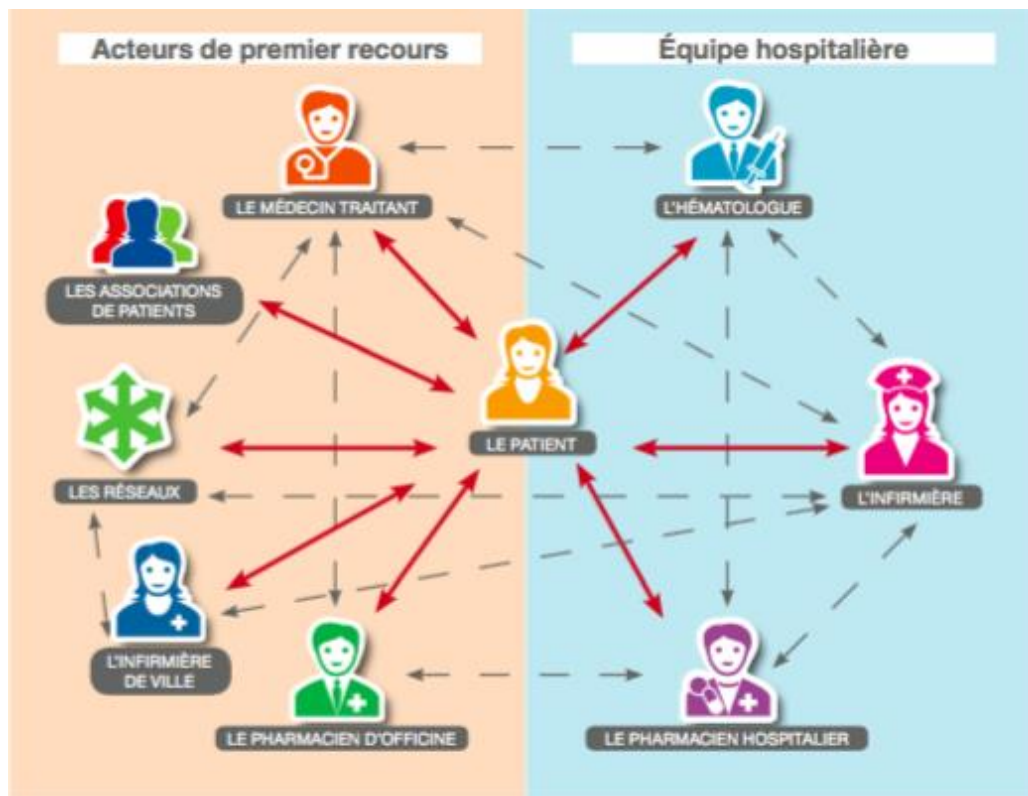 Acteurs de premier recours
Équipe hospitalière
LE MÉDECIN TRAITANT
L'HÉMATOLOGUE
LES ASSOCIATIONS
DE PATIENTS
LE PATIENT
LES RÉSEAUX
L'INFIRMIÈRE
L'INFIRMIÈRE
DE VILLE
LE PHARMACIEN D'OFFICINE
LE PHARMACIEN HOSPITALIER